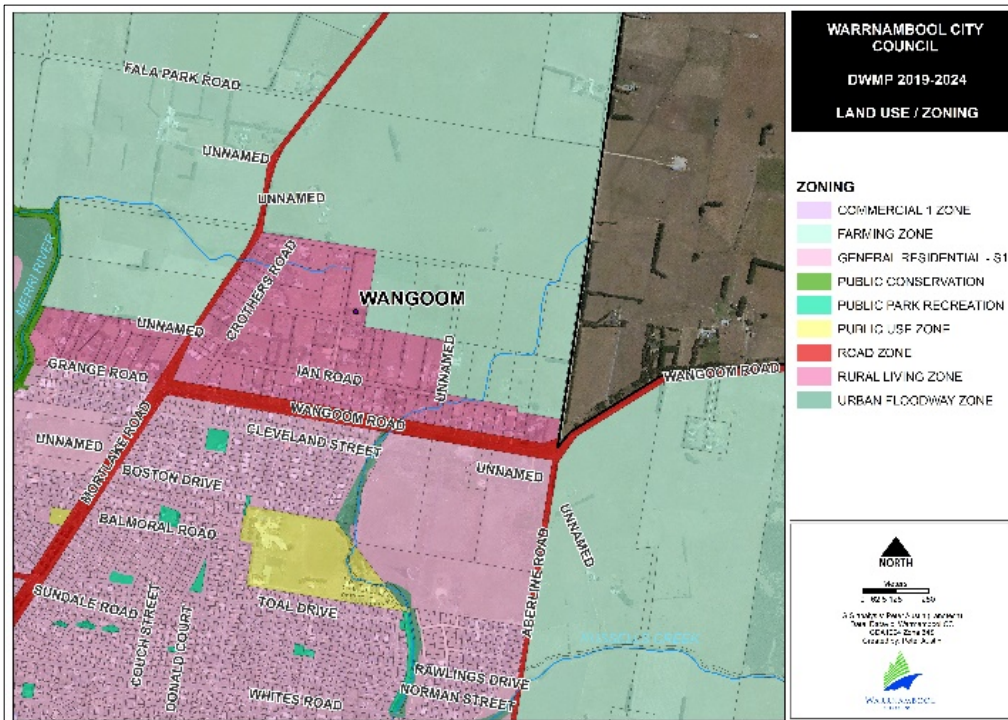 WARRNAMBOOL CITY
COUNCIL
DWMP 2019-2024
LAND USE / ZONING
ZONING
COMMERCIAL 1 ZONE
FARMING ZONE
GENERAL RESIDENTIAL - S1
PUBLIC CONSERVATION
PUBLIC PARK RECREATION
PUBLIC USE ZONE
ROAD ZONE
RURAL LIVING ZONE
URBAN FLOODWAY ZONE
NORTH
Meters
WARRNAMBOOL
FALA PARK ROAD
UNNAMED
UNNAMED
MERRI RIVER
CROTHERS ROAD
WANGOOM
UNNAMED
UNNAMED
GRANGE ROAD
IAN ROAD
WANGOOM ROAD
WANGOOM ROAD
CLEVELAND STREET
UNNAMED
MORTLAKE ROAD
UNNAMED
BOSTON DRIVE
BALMORAL ROAD
UNNAMED
ABERLINE ROAD
SUNDALE ROAD
COUCH STREET
DONALD COURT
TOAL DRIVE
RAWLINGS DRIVE
NORMAN STREET
WHITES ROAD